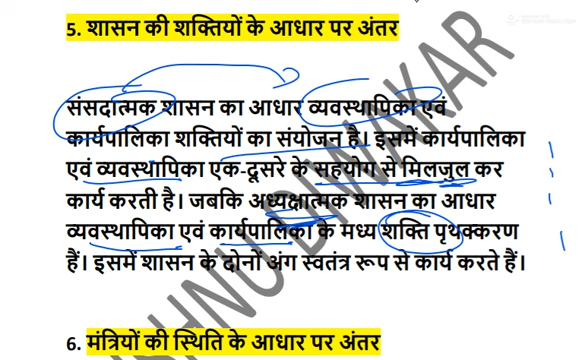 5. शासन की शक्तियों के आधार पर अंतर
संसदात्मक शासन का आधार व्यवस्थापिका एवं
कार्यपालिका शक्तियों का संयोजन है। इसमें कार्यपालिका
एवं व्यवस्थापिका एक-दूसरे के सहयोग से मिलजुल कर
कार्य करती है। जबकि अध्यक्षात्मक शासन का आधार
व्यवस्थापिका एवं कार्यपालिका के मध्य शक्ति पृथक्करण
हैं। इसमें शासन के दोनों अंग स्वतंत्र रूप से कार्य करते हैं।
6. मंत्रियों की स्थिति के आधार पर अंतर